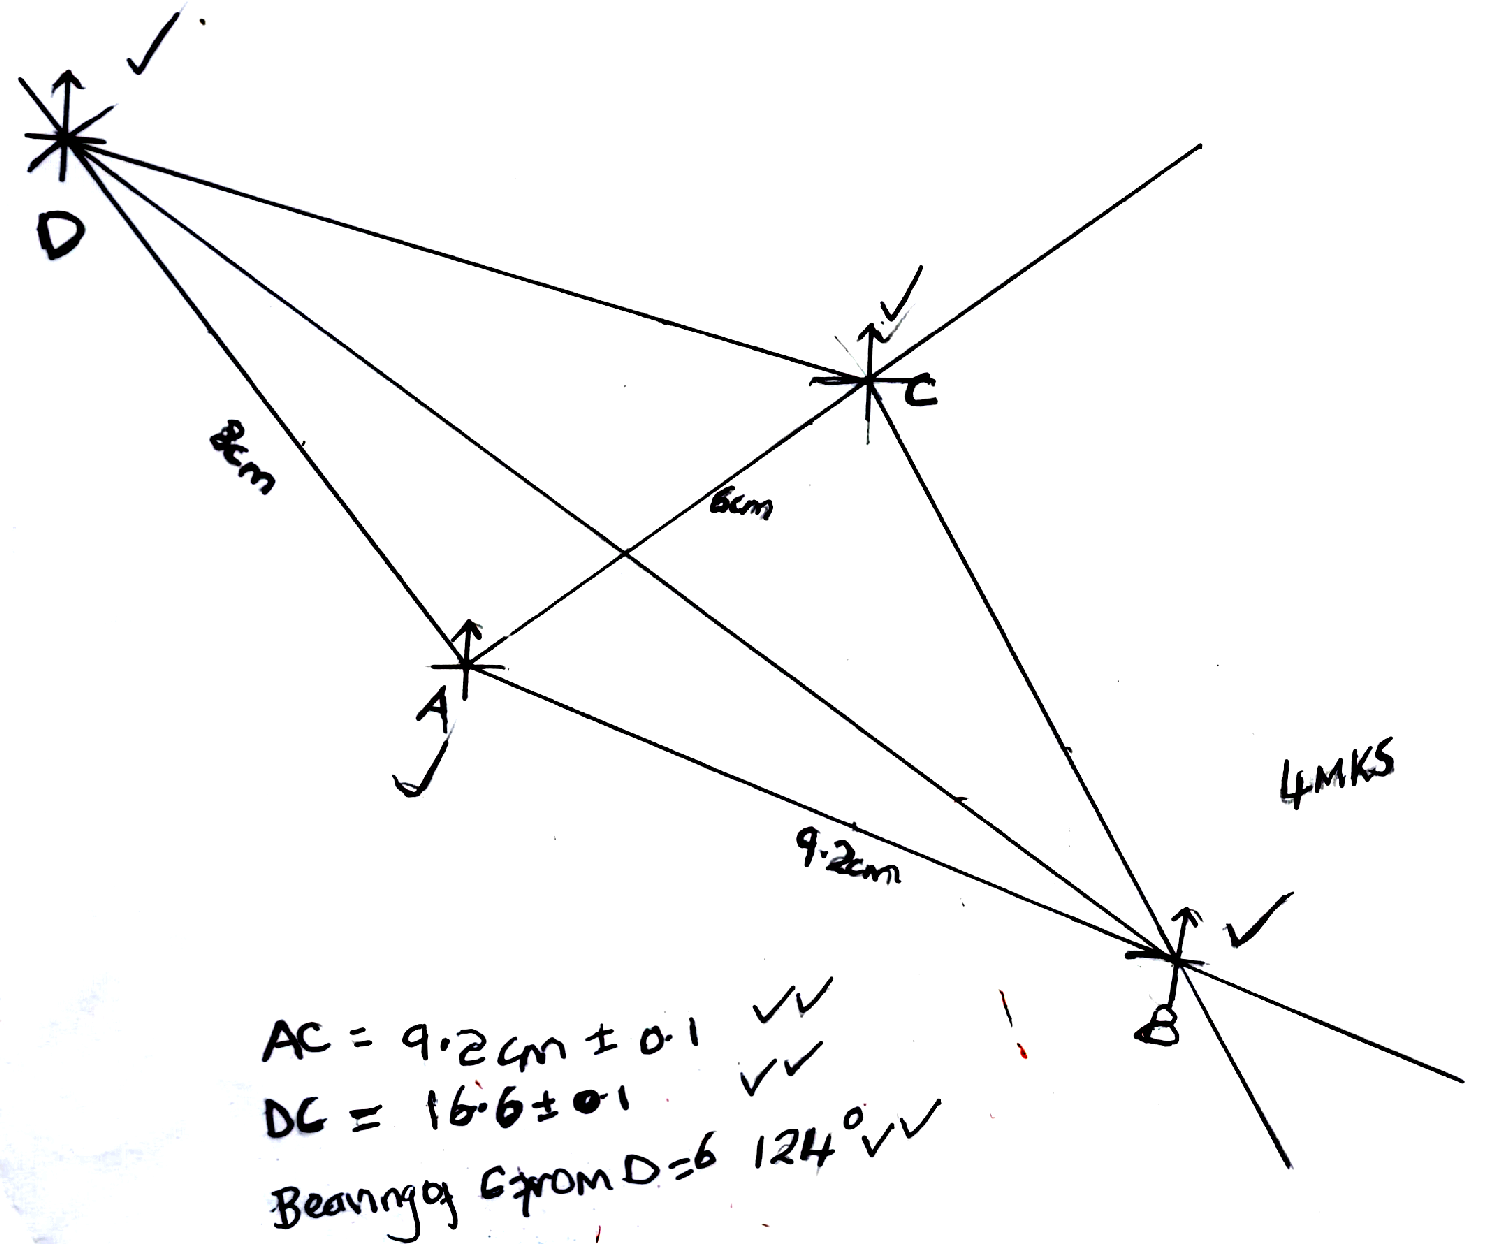 D
C
8cm
6cm
A
4MKS
9.2cm
B
AC = 9.2cm ± 0.1
DC = 16.6 ± 0.1
Bearing of C from D = 124°